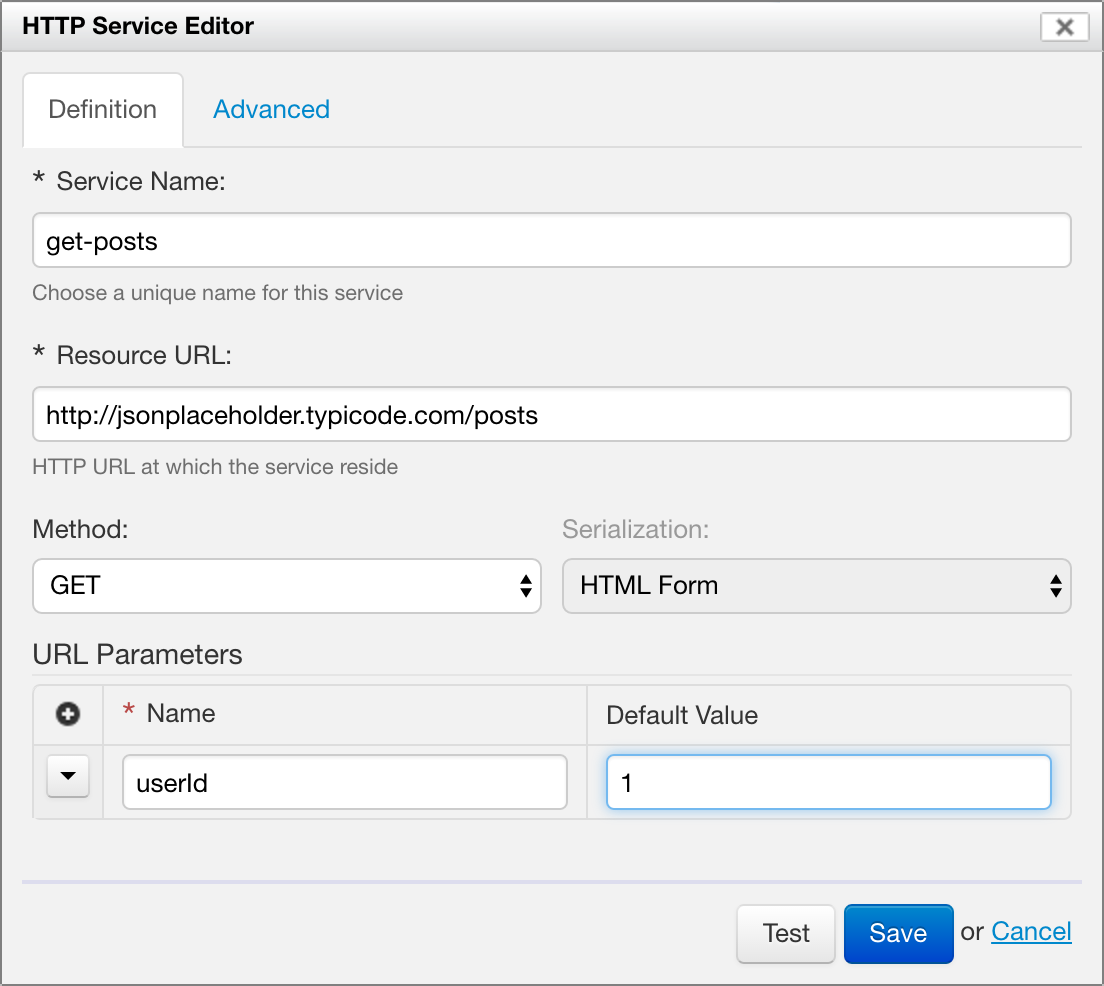 HTTP Service Editor
Definition Advanced
* Service Name:
get-posts
Choose a unique name for this service
* Resource URL:
http://jsonplaceholder.typicode.com/posts
HTTP URL at which the service reside
Method: Serialization:
GET HTML Form
URL Parameters
* Name Default Value
userId 1
Test Save or Cancel